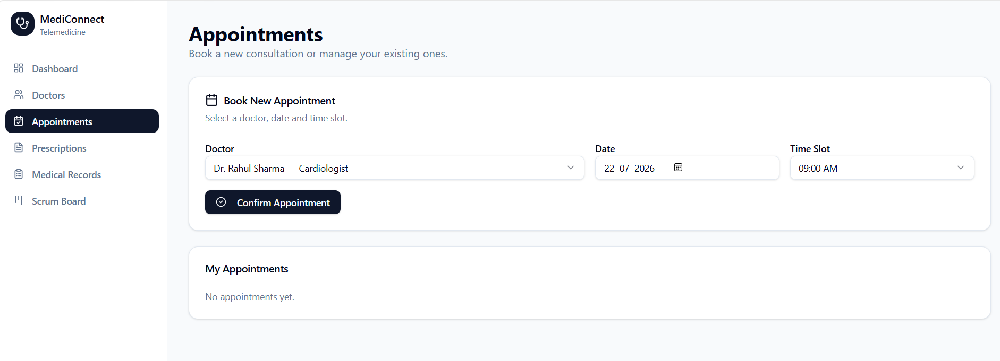 MediConnect
Telemedicine
Dashboard
Doctors
Appointments
Prescriptions
Medical Records
Scrum Board
Appointments
Book a new consultation or manage your existing ones.
Book New Appointment
Select a doctor, date and time slot.
Doctor
Dr. Rahul Sharma — Cardiologist
Date
22-07-2026
Time Slot
09:00 AM
Confirm Appointment
My Appointments
No appointments yet.